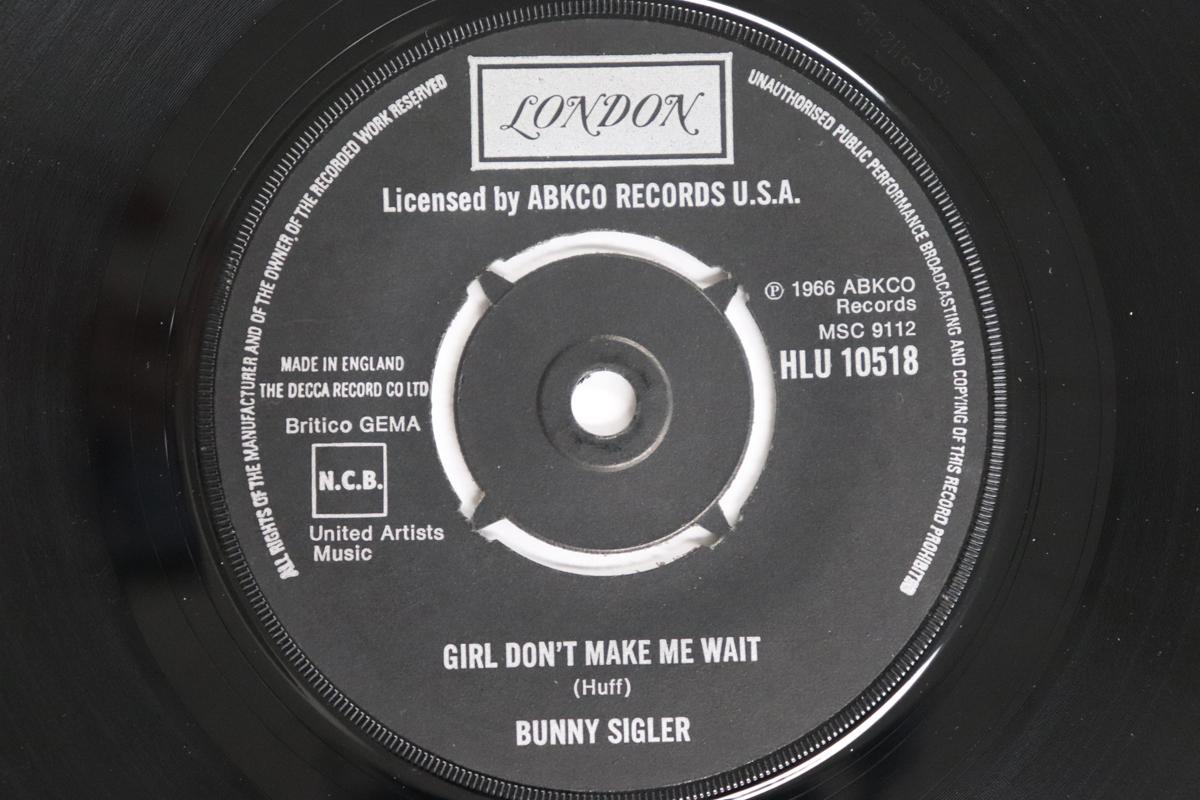 LONDON
Licensed by ABKCO RECORDS U.S.A.
ALL RIGHTS OF THE MANUFACTURER AND OF THE OWNER OF THE RECORDED WORK RESERVED
UNAUTHORISED PUBLIC PERFORMANCE BROADCASTING AND COPYING OF THIS RECORD PROHIBITED
℗ 1966 ABKCO
Records
MSC 9112
HLU 10518
MADE IN ENGLAND
THE DECCA RECORD CO LTD
Britico GEMA
N.C.B.
United Artists
Music
GIRL DON'T MAKE ME WAIT
(Huff)
BUNNY SIGLER